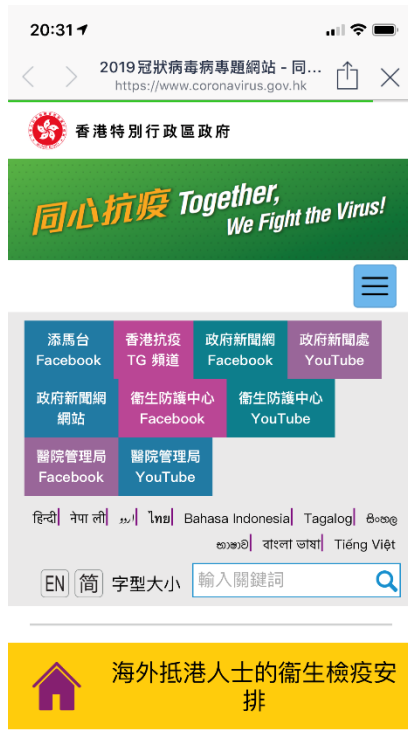 20:31
2019冠狀病毒病專題網站 - 同...
https://www.coronavirus.gov.hk
香港特別行政區政府
同心抗疫 Together,
We Fight the Virus!
添馬台 Facebook
香港抗疫 TG 頻道
政府新聞網 Facebook
政府新聞處 YouTube
政府新聞網 網站
衞生防護中心 Facebook
衞生防護中心 YouTube
醫院管理局 Facebook
醫院管理局 YouTube
हिन्दी| नेपा ली| اردو| ไทย| Bahasa Indonesia| Tagalog| සිංහල
භාෂාව| বাংলা ভাষা| Tiếng Việt
EN 简 字型大小 輸入關鍵詞
海外抵港人士的衞生檢疫安
排